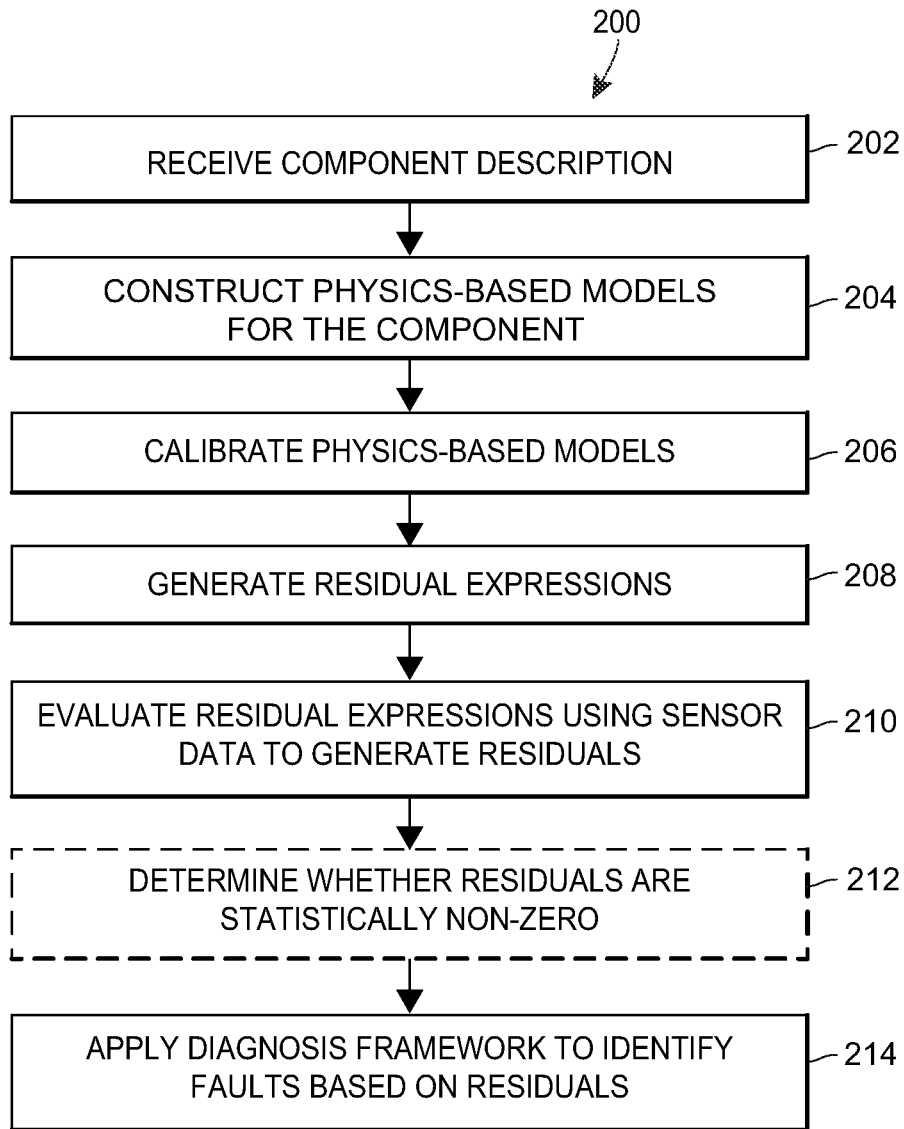 200
RECEIVE COMPONENT DESCRIPTION
202
CONSTRUCT PHYSICS-BASED MODELS
FOR THE COMPONENT
204
CALIBRATE PHYSICS-BASED MODELS
206
GENERATE RESIDUAL EXPRESSIONS
208
EVALUATE RESIDUAL EXPRESSIONS USING SENSOR
DATA TO GENERATE RESIDUALS
210
DETERMINE WHETHER RESIDUALS ARE
STATISTICALLY NON-ZERO
212
APPLY DIAGNOSIS FRAMEWORK TO IDENTIFY
FAULTS BASED ON RESIDUALS
214